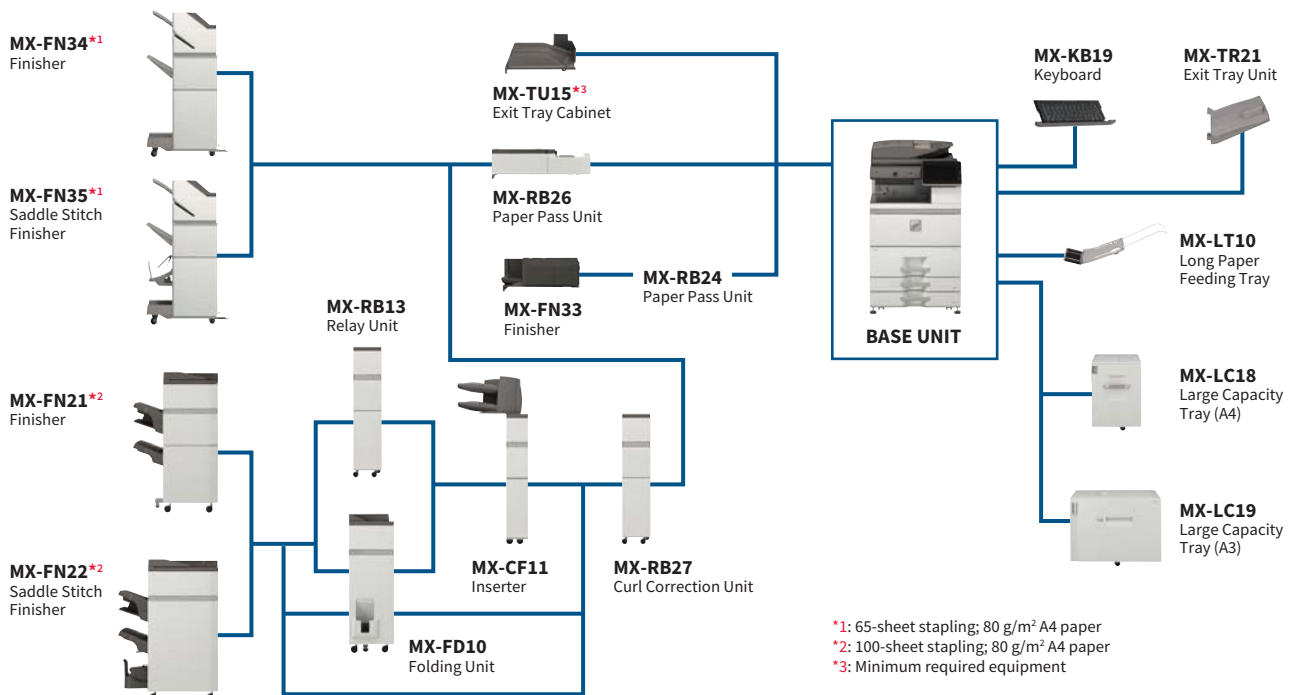 MX-FN34*1
Finisher
MX-TU15*3
Exit Tray Cabinet
MX-KB19
Keyboard
MX-TR21
Exit Tray Unit
MX-FN35*1
Saddle Stitch
Finisher
MX-RB26
Paper Pass Unit
MX-LT10
Long Paper
Feeding Tray
MX-RB24
Paper Pass Unit
MX-FN33
Finisher
BASE UNIT
MX-RB13
Relay Unit
MX-FN21*2
Finisher
MX-LC18
Large Capacity
Tray (A4)
MX-LC19
Large Capacity
Tray (A3)
MX-FN22*2
Saddle Stitch
Finisher
MX-CF11
Inserter
MX-RB27
Curl Correction Unit
MX-FD10
Folding Unit
*1: 65-sheet stapling; 80 g/m² A4 paper
*2: 100-sheet stapling; 80 g/m² A4 paper
*3: Minimum required equipment